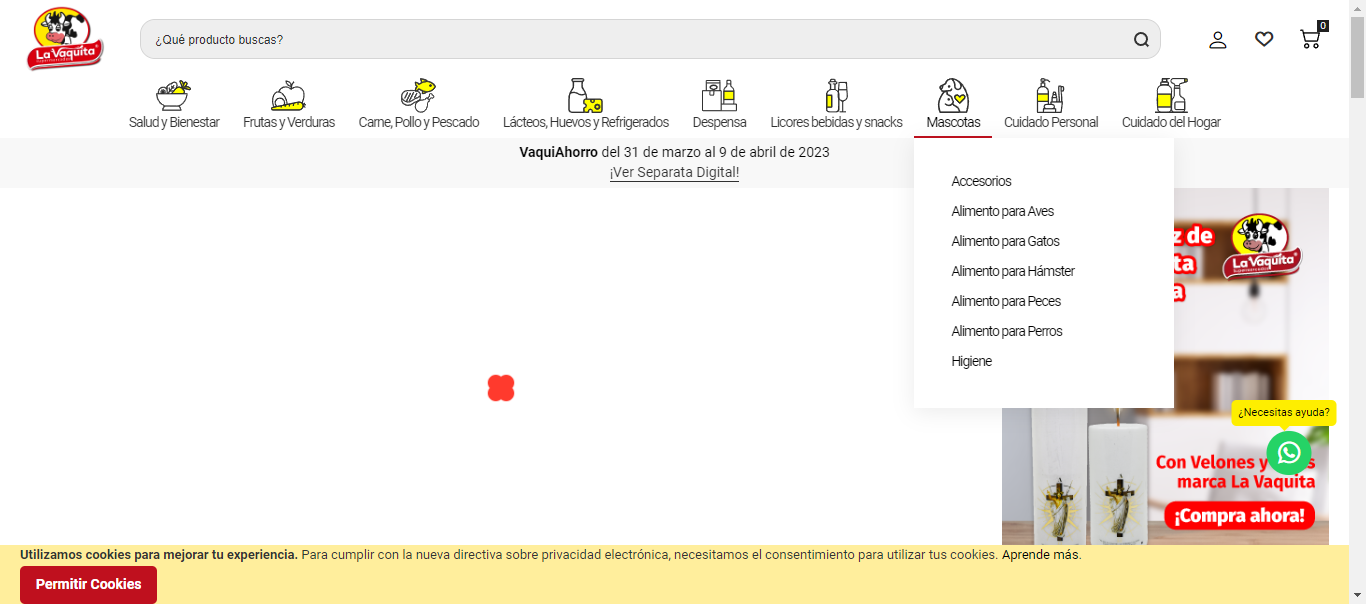 La Vaquita
Supermercados
¿Qué producto buscas?
0
Salud y Bienestar
Frutas y Verduras
Carne, Pollo y Pescado
Lácteos, Huevos y Refrigerados
Despensa
Licores bebidas y snacks
Mascotas
Cuidado Personal
Cuidado del Hogar
VaquiAhorro del 31 de marzo al 9 de abril de 2023
¡Ver Separata Digital!
Accesorios
Alimento para Aves
Alimento para Gatos
Alimento para Hámster
Alimento para Peces
Alimento para Perros
Higiene
z de
ta
a
La Vaquita
Supermercados
¿Necesitas ayuda?
Con Velones y
s
marca La Vaquita
¡Compra ahora!
Utilizamos cookies para mejorar tu experiencia. Para cumplir con la nueva directiva sobre privacidad electrónica, necesitamos el consentimiento para utilizar tus cookies. Aprende más.
Permitir Cookies